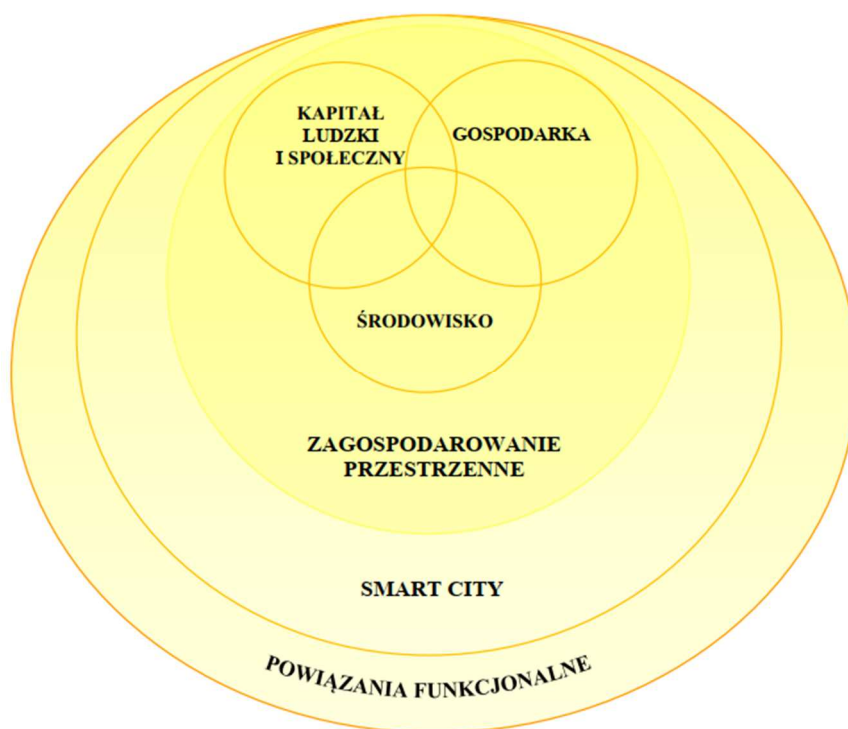 KAPITAŁ
LUDZKI
I SPOŁECZNY
GOSPODARKA
ŚRODOWISKO
ZAGOSPODAROWANIE
PRZESTRZENNE
SMART CITY
POWIĄZANIA FUNKCJONALNE